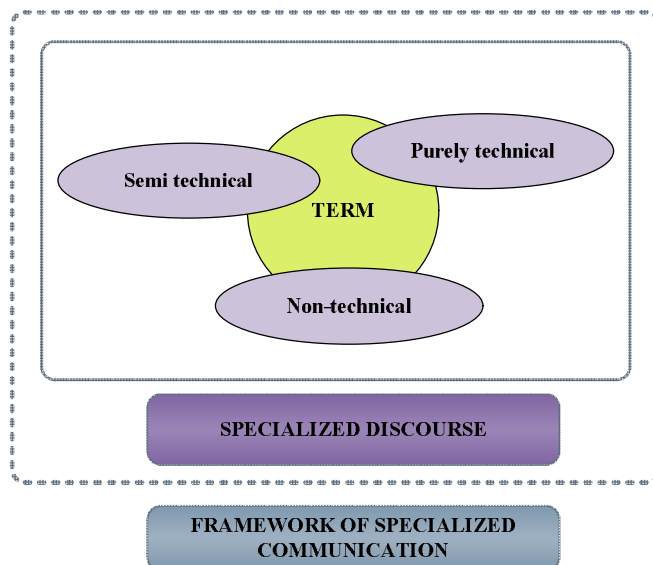 Purely technical
Semi technical
TERM
Non-technical
SPECIALIZED DISCOURSE
FRAMEWORK OF SPECIALIZED
COMMUNICATION